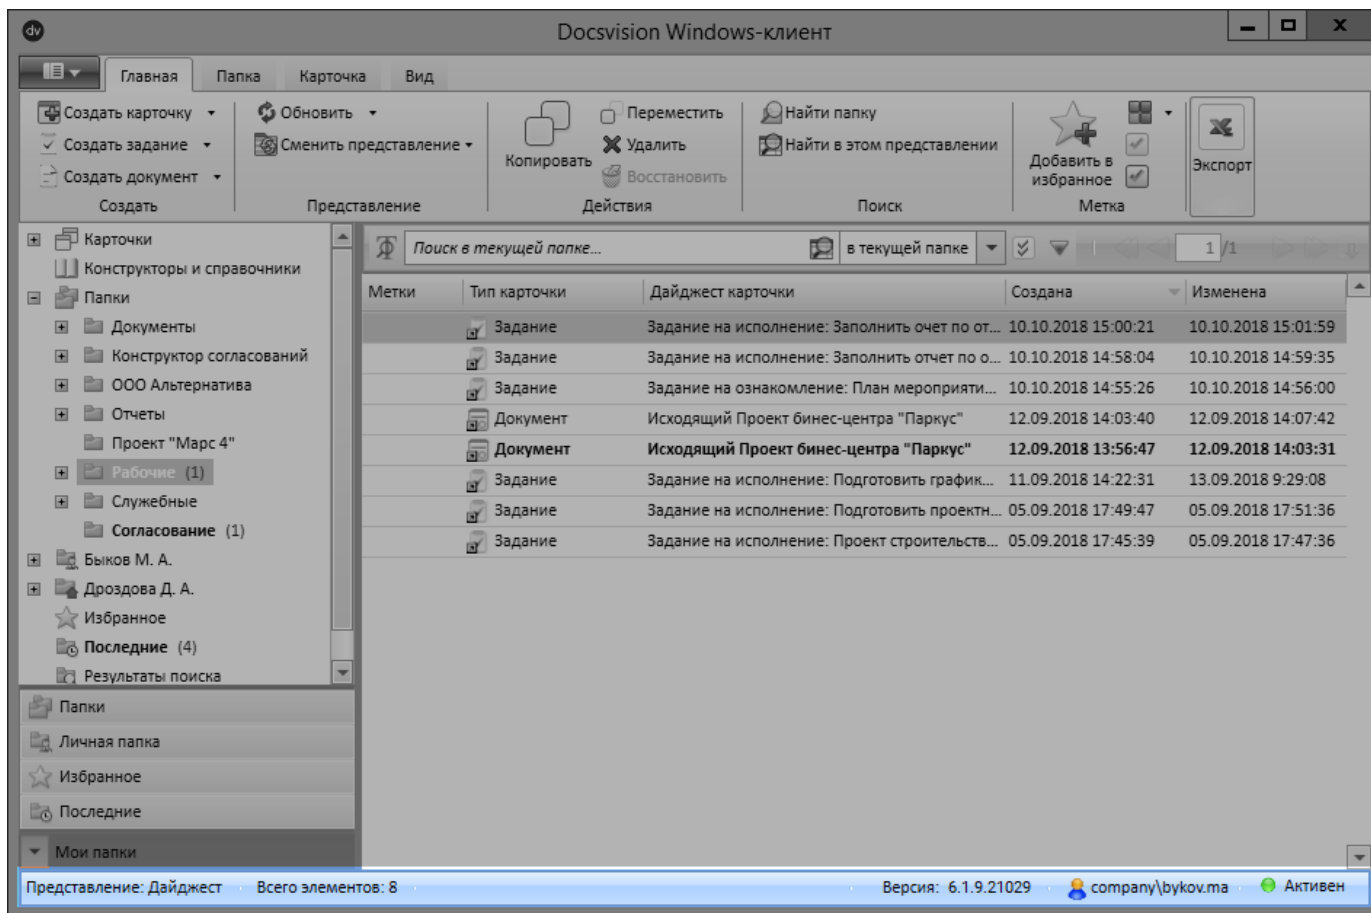 Docsvision Windows-клиент
Главная Папка Карточка Вид
Создать карточку Обновить Переместить Найти папку
Создать задание Сменить представление Копировать Удалить Найти в этом представлении Добавить в избранное Экспорт
Создать документ Восстановить
Создать Представление Действия Поиск Метка
Карточки
Конструкторы и справочники
Папки
Документы
Конструктор согласований
ООО Альтернатива
Отчеты
Проект "Марс 4"
Рабочие (1)
Служебные
Согласование (1)
Быков М. А.
Дроздова Д. А.
Избранное
Последние (4)
Результаты поиска
Папки
Личная папка
Избранное
Последние
Мои папки
Поиск в текущей папке... в текущей папке 1 /1
Метки Тип карточки Дайджест карточки Создана Изменена
Задание Задание на исполнение: Заполнить очет по от... 10.10.2018 15:00:21 10.10.2018 15:01:59
Задание Задание на исполнение: Заполнить отчет по о... 10.10.2018 14:58:04 10.10.2018 14:59:35
Задание Задание на ознакомление: План мероприяти... 10.10.2018 14:55:26 10.10.2018 14:56:00
Документ Исходящий Проект бинес-центра "Паркус" 12.09.2018 14:03:40 12.09.2018 14:07:42
Документ Исходящий Проект бинес-центра "Паркус" 12.09.2018 13:56:47 12.09.2018 14:03:31
Задание Задание на исполнение: Подготовить график... 11.09.2018 14:22:31 13.09.2018 9:29:08
Задание Задание на исполнение: Подготовить проектн... 05.09.2018 17:49:47 05.09.2018 17:51:36
Задание Задание на исполнение: Проект строительств... 05.09.2018 17:45:39 05.09.2018 17:47:36
Представление: Дайджест Всего элементов: 8 Версия: 6.1.9.21029 company\bykov.ma Активен